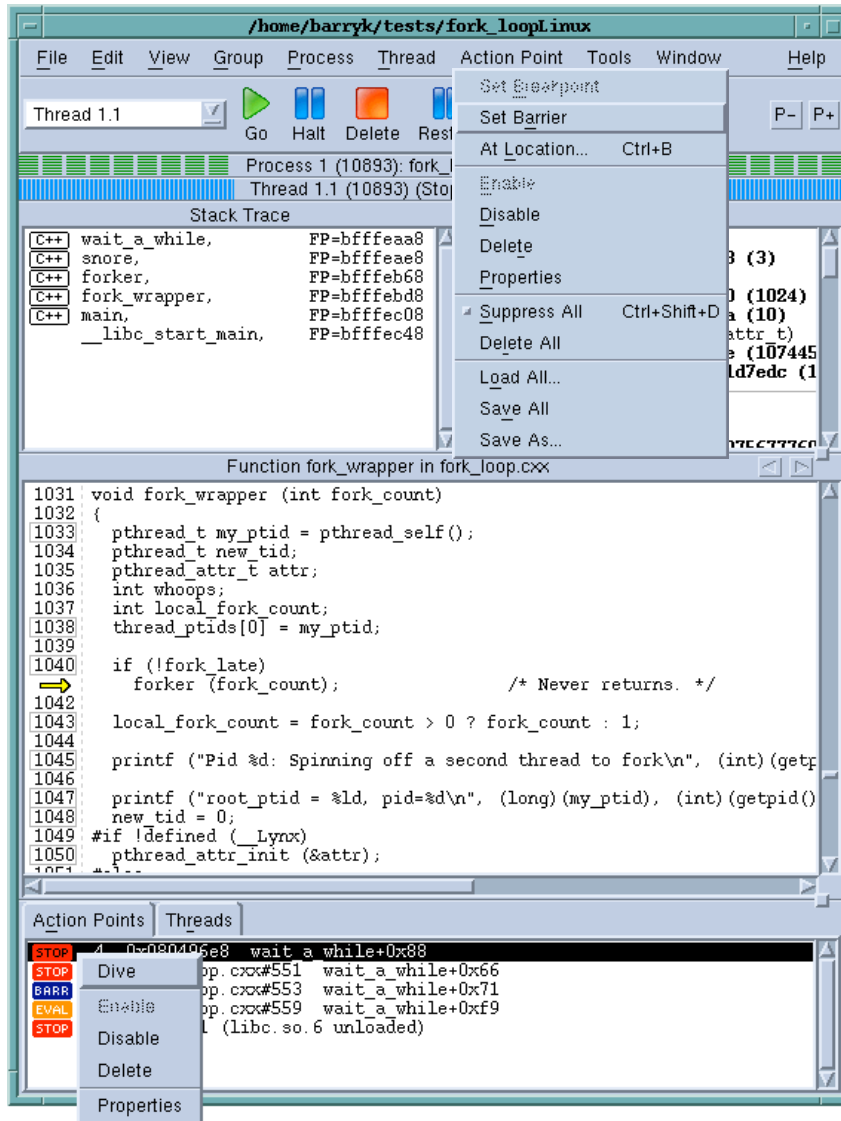 /home/barryk/tests/fork_loopLinux
File Edit View Group Process Thread Action Point Tools Window Help
Thread 1.1
Go Halt Delete Rest
P- P+
Set Breakpoint
Set Barrier
At Location... Ctrl+B
Enable
Disable
Delete
Properties
Suppress All Ctrl+Shift+D
Delete All
Load All...
Save All
Save As...
Process 1 (10893): fork_
Thread 1.1 (10893) (Stop
Stack Trace
C++ wait_a_while, FP=bfffeaa8
C++ snore, FP=bfffeae8
C++ forker, FP=bfffeb68
C++ fork_wrapper, FP=bfffebd8
C++ main, FP=bfffec08
__libc_start_main, FP=bfffec48
(3)
(1024)
(10)
attr_t)
(107445
1d7edc (1
Function fork_wrapper in fork_loop.cxx
1031 void fork_wrapper (int fork_count)
1032 {
1033 pthread_t my_ptid = pthread_self();
1034 pthread_t new_tid;
1035 pthread_attr_t attr;
1036 int whoops;
1037 int local_fork_count;
1038 thread_ptids[0] = my_ptid;
1039
1040 if (!fork_late)
forker (fork_count); /* Never returns. */
1042
1043 local_fork_count = fork_count > 0 ? fork_count : 1;
1044
1045 printf ("Pid %d: Spinning off a second thread to fork\n", (int)(getp
1046
1047 printf ("root_ptid = %ld, pid=%d\n", (long)(my_ptid), (int)(getpid()
1048 new_tid = 0;
1049 #if !defined (__Lynx)
1050 pthread_attr_init (&attr);
Action Points Threads
STOP 4 0x080496e8 wait_a_while+0x88
STOP op.cxx#551 wait_a_while+0x66
BARR op.cxx#553 wait_a_while+0x71
EVAL op.cxx#559 wait_a_while+0xf9
STOP (libc.so.6 unloaded)
Dive
Enable
Disable
Delete
Properties